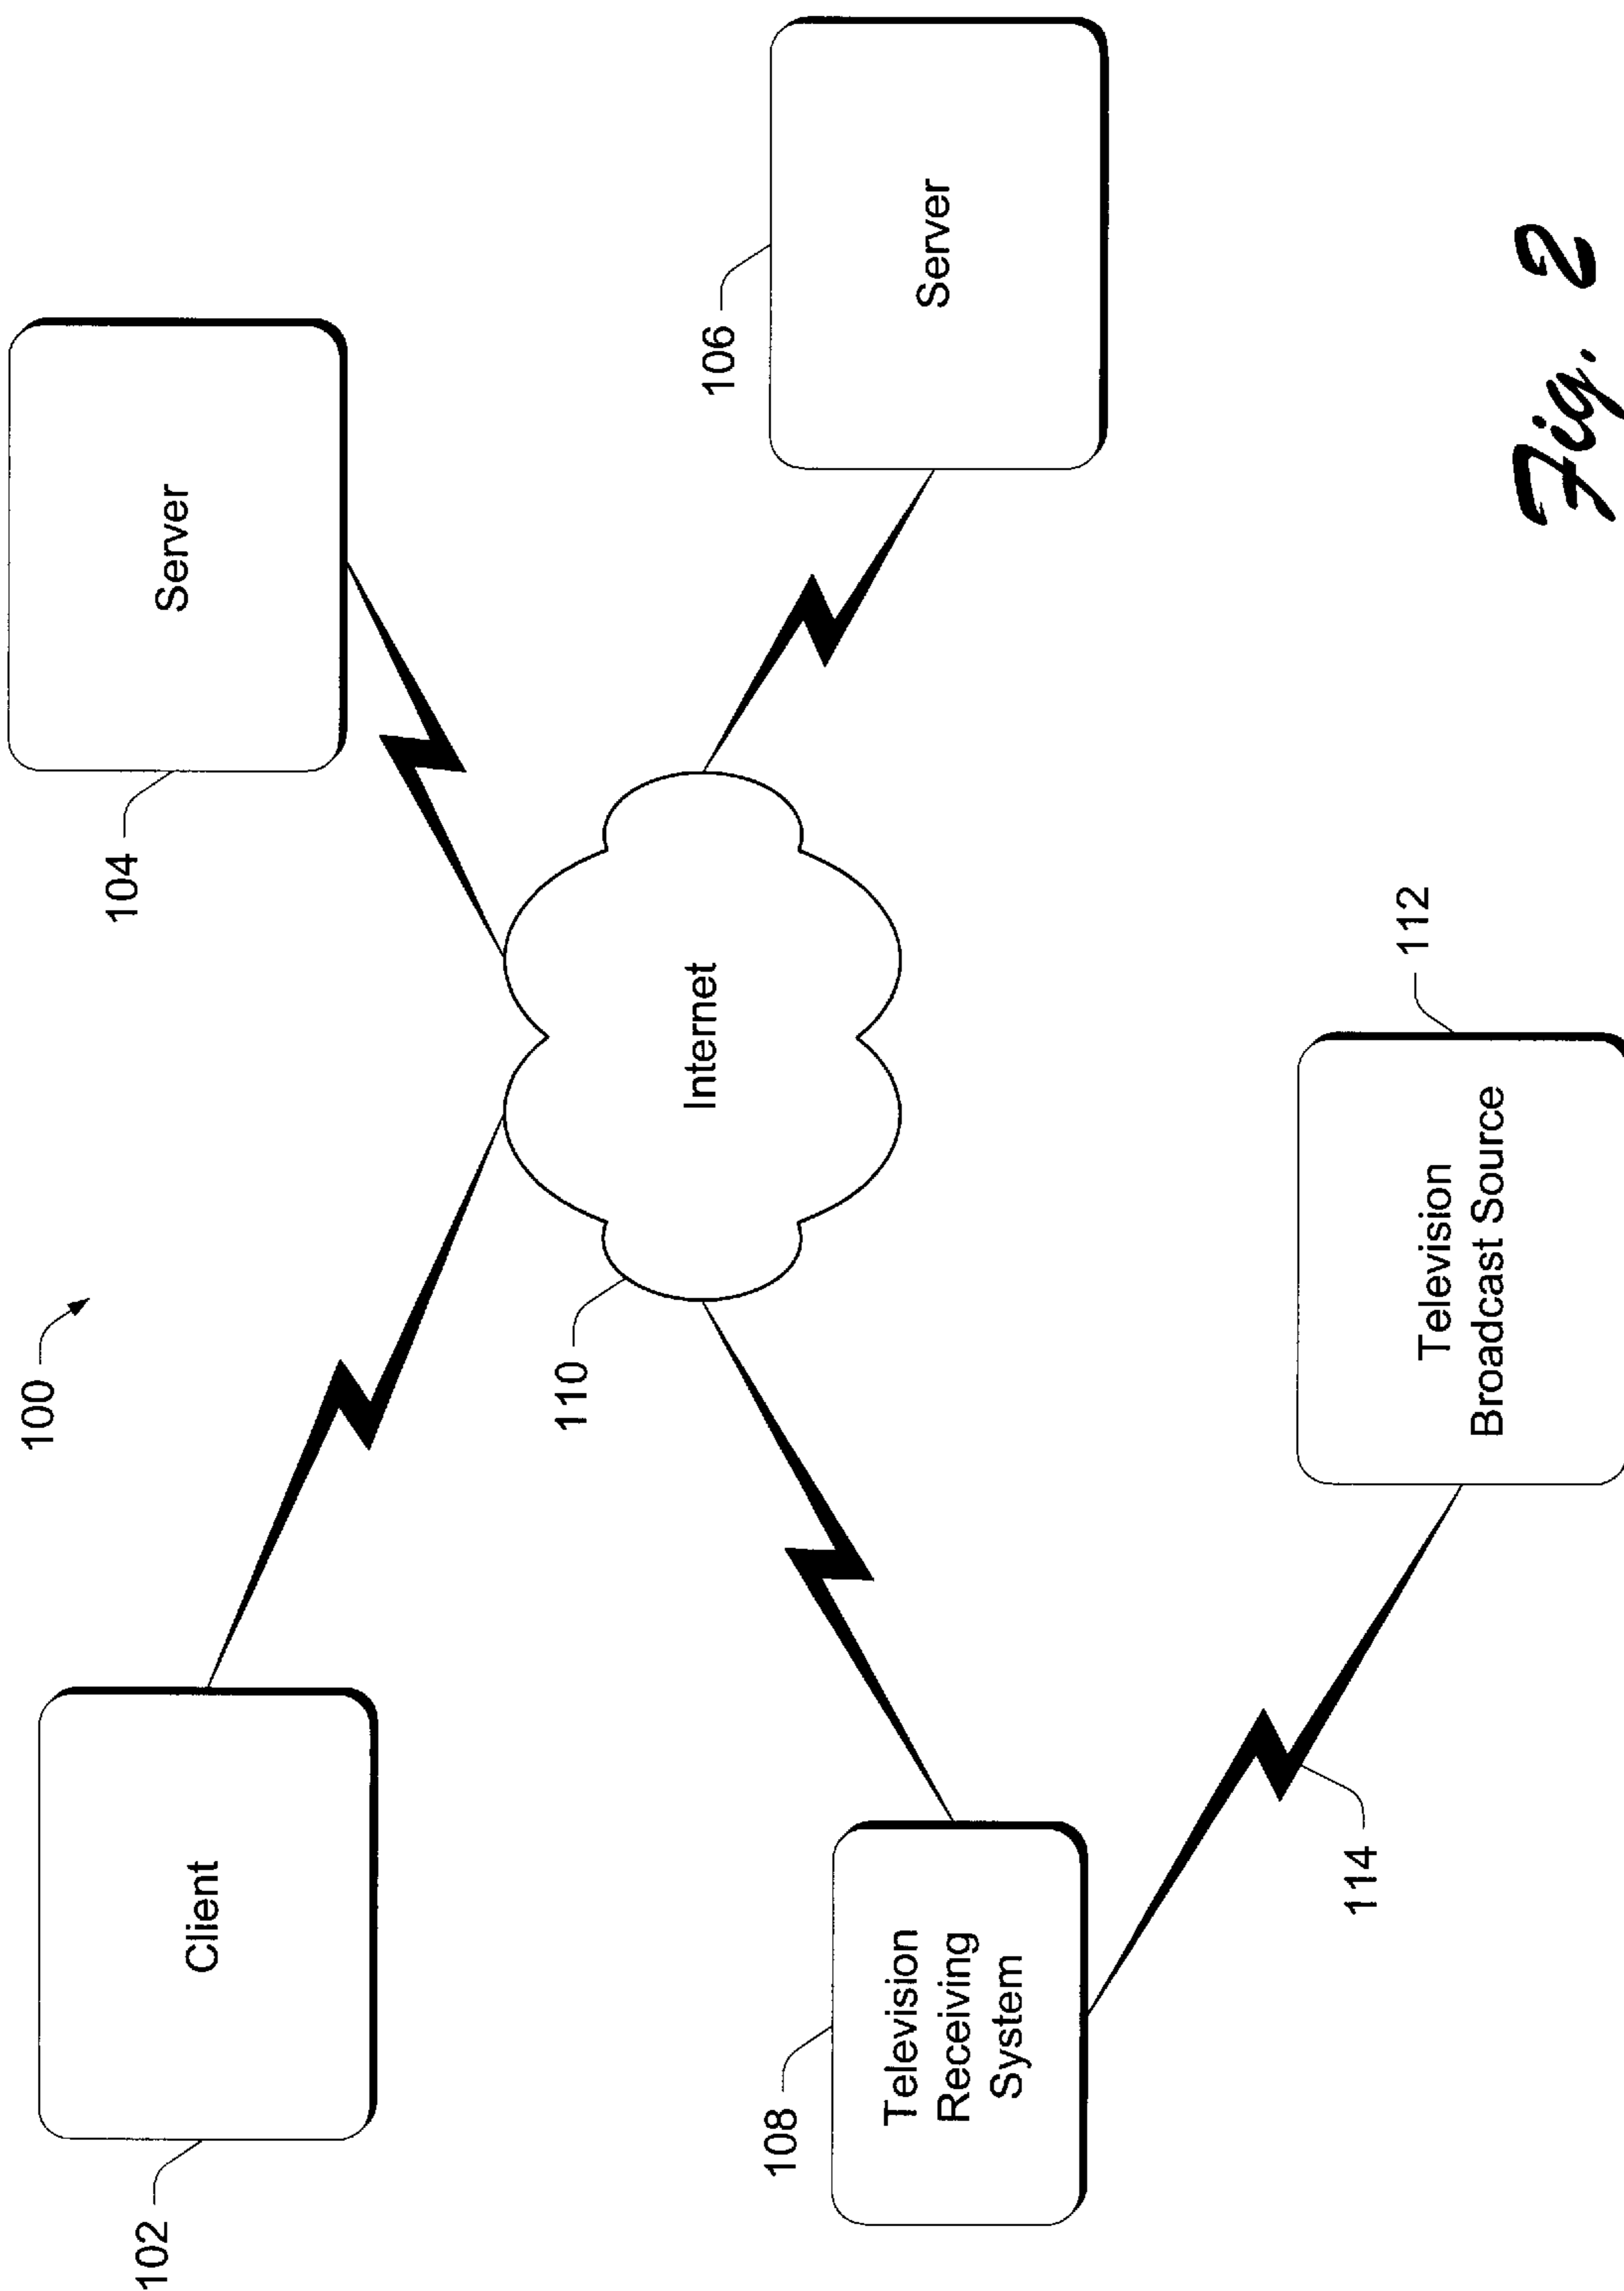 100
102
Client
104
Server
110
Internet
106
Server
108
Television
Receiving
System
114
112
Television
Broadcast Source
Fig. 2